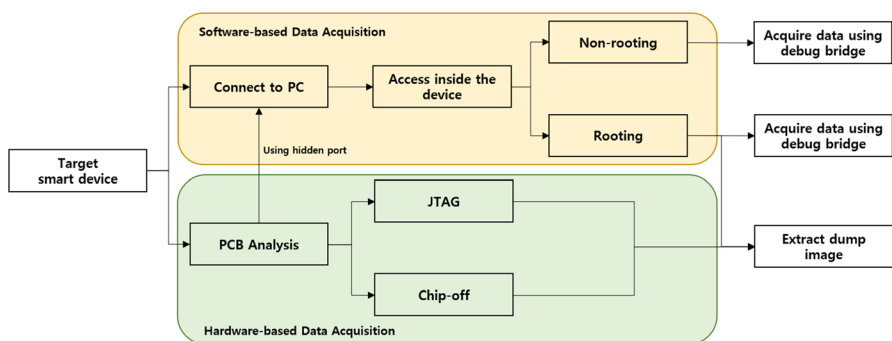 Software-based Data Acquisition
Non-rooting
Acquire data using
debug bridge
Connect to PC
Access inside the
device
Rooting
Acquire data using
debug bridge
Using hidden port
Target
smart device
JTAG
PCB Analysis
Extract dump
image
Chip-off
Hardware-based Data Acquisition